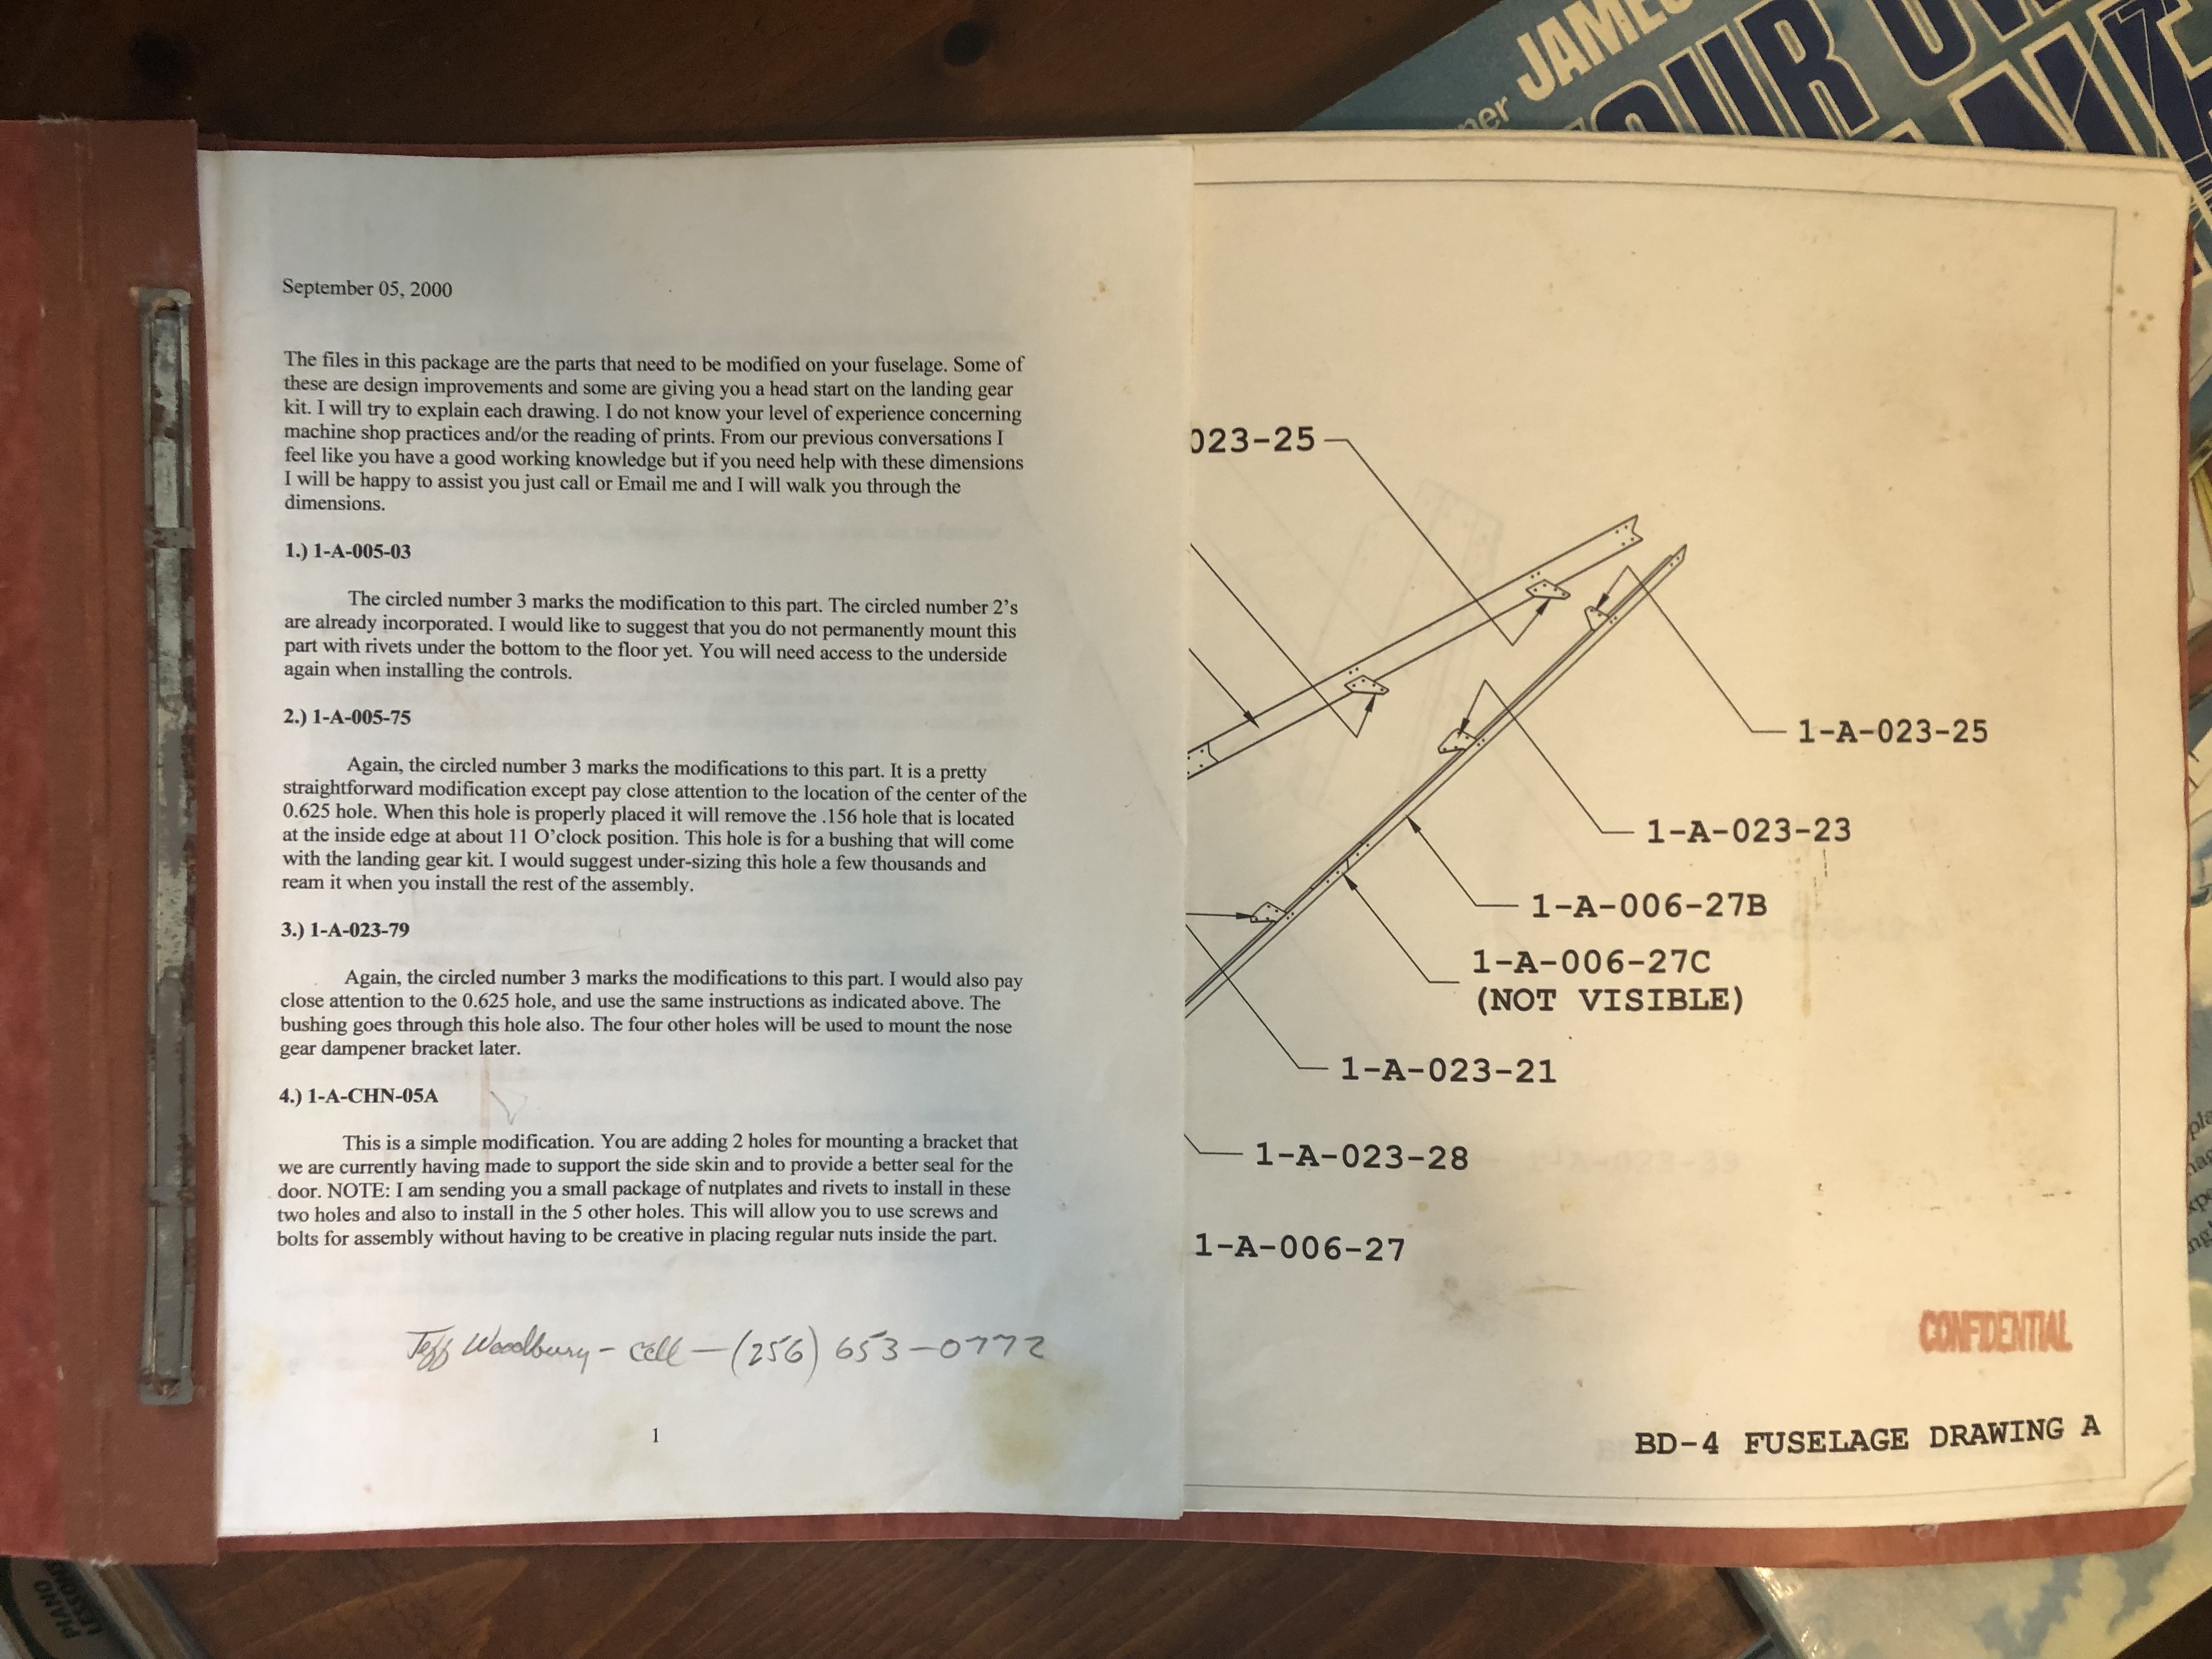 September 05, 2000
The files in this package are the parts that need to be modified on your fuselage. Some of
these are design improvements and some are giving you a head start on the landing gear
kit. I will try to explain each drawing. I do not know your level of experience concerning
machine shop practices and/or the reading of prints. From our previous conversations I
feel like you have a good working knowledge but if you need help with these dimensions
I will be happy to assist you just call or Email me and I will walk you through the
dimensions.
1.) 1-A-005-03
The circled number 3 marks the modification to this part. The circled number 2's
are already incorporated. I would like to suggest that you do not permanently mount this
part with rivets under the bottom to the floor yet. You will need access to the underside
again when installing the controls.
2.) 1-A-005-75
Again, the circled number 3 marks the modifications to this part. It is a pretty
straightforward modification except pay close attention to the location of the center of the
0.625 hole. When this hole is properly placed it will remove the .156 hole that is located
at the inside edge at about 11 O'clock position. This hole is for a bushing that will come
with the landing gear kit. I would suggest under-sizing this hole a few thousands and
ream it when you install the rest of the assembly.
3.) 1-A-023-79
Again, the circled number 3 marks the modifications to this part. I would also pay
close attention to the 0.625 hole, and use the same instructions as indicated above. The
bushing goes through this hole also. The four other holes will be used to mount the nose
gear dampener bracket later.
4.) 1-A-CHN-05A
This is a simple modification. You are adding 2 holes for mounting a bracket that
we are currently having made to support the side skin and to provide a better seal for the
door. NOTE: I am sending you a small package of nutplates and rivets to install in these
two holes and also to install in the 5 other holes. This will allow you to use screws and
bolts for assembly without having to be creative in placing regular nuts inside the part.
Jeff Woodbury - cell - (256) 653-0772
1
023-25
1-A-023-25
1-A-023-23
1-A-006-27B
1-A-006-27C
(NOT VISIBLE)
1-A-023-21
1-A-023-28
1-A-006-27
CONFIDENTIAL
BD-4 FUSELAGE DRAWING A
JAMES
PIANO
LESSONS